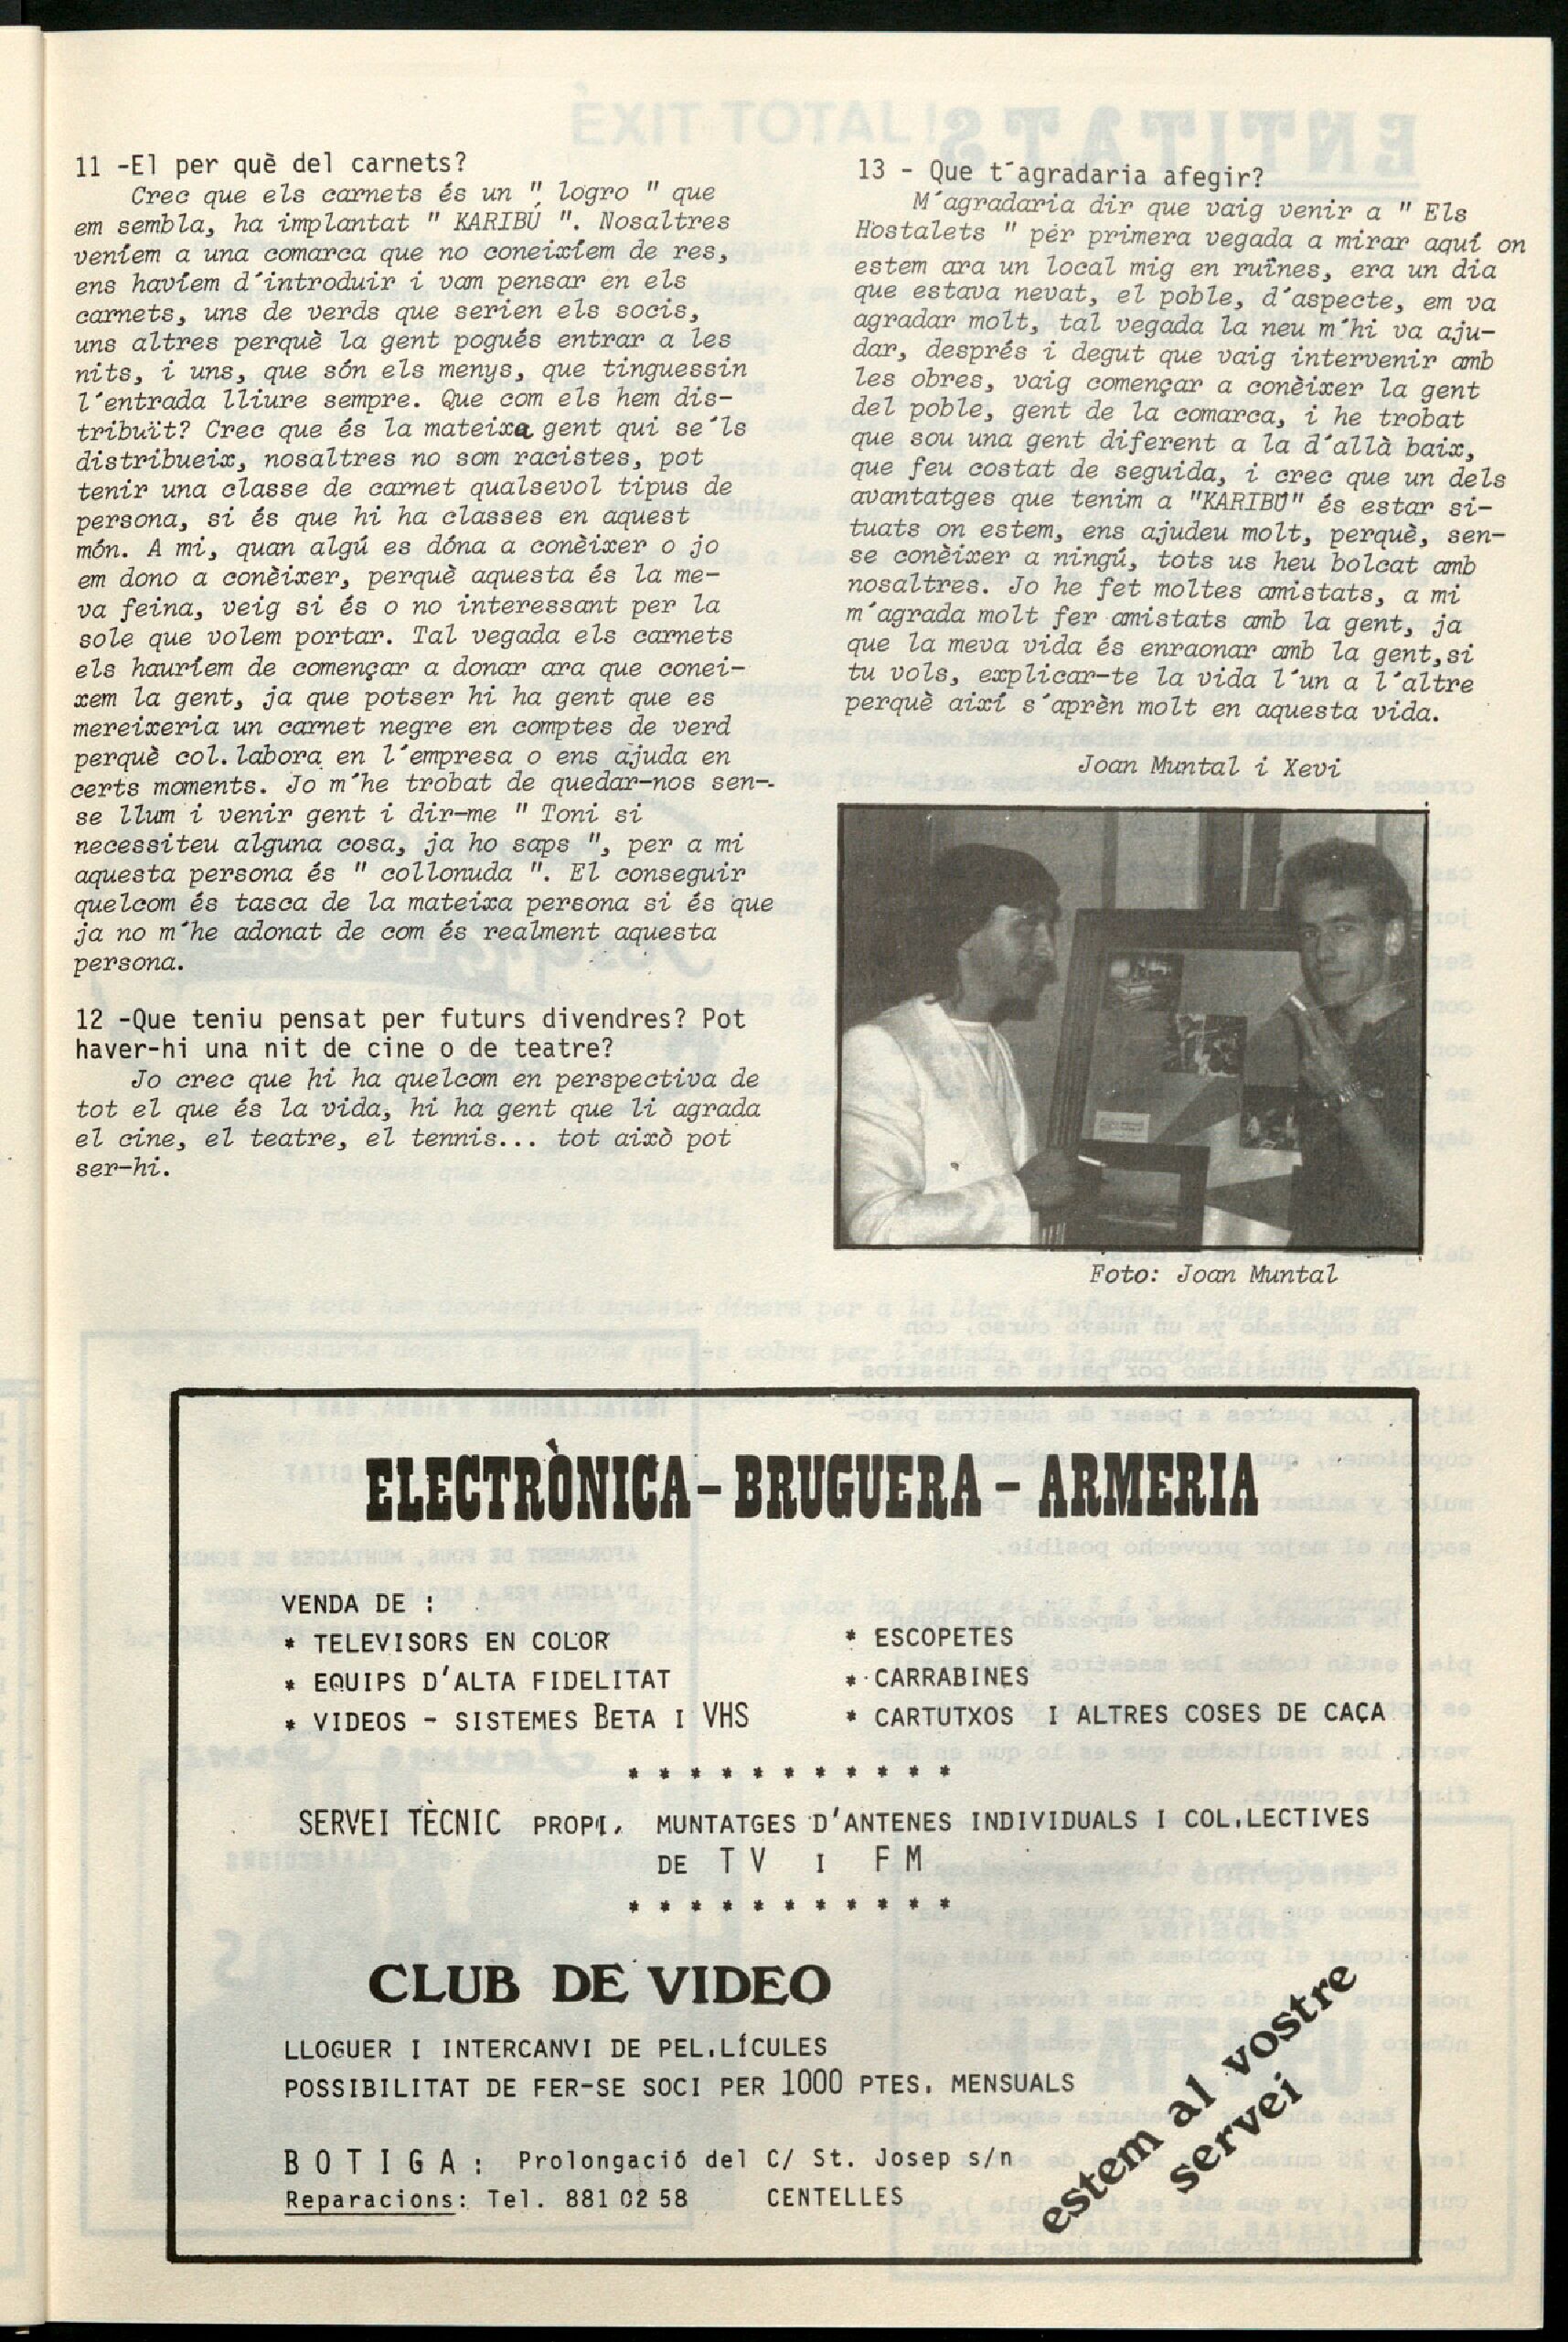 11 -El per què del carnets?
Crec que els carnets és un " logro " que
em sembla, ha implantat " KARIBÚ ". Nosaltres
veníem a una comarca que no coneixíem de res,
ens havíem d´introduir i vam pensar en els
carnets, uns de verds que serien els socis,
uns altres perquè la gent pogués entrar a les
nits, i uns, que són els menys, que tinguessin
l´entrada lliure sempre. Que com els hem dis-
tribuït? Crec que és la mateixa gent qui se´ls
distribueix, nosaltres no som racistes, pot
tenir una classe de carnet qualsevol tipus de
persona, si és que hi ha classes en aquest
món. A mi, quan algú es dóna a conèixer o jo
em dono a conèixer, perquè aquesta és la me-
va feina, veig si és o no interessant per la
sole que volem portar. Tal vegada els carnets
els hauríem de començar a donar ara que conei-
xem la gent, ja que potser hi ha gent que es
mereixeria un carnet negre en comptes de verd
perquè col.labora en l´empresa o ens ajuda en
certs moments. Jo m´he trobat de quedar-nos sen-
se llum i venir gent i dir-me " Toni si
necessiteu alguna cosa, ja ho saps ", per a mi
aquesta persona és " collonuda ". El conseguir
quelcom és tasca de la mateixa persona si és que
ja no m´he adonat de com és realment aquesta
persona.
12 -Que teniu pensat per futurs divendres? Pot
haver-hi una nit de cine o de teatre?
Jo crec que hi ha quelcom en perspectiva de
tot el que és la vida, hi ha gent que li agrada
el cine, el teatre, el tennis... tot això pot
ser-hi.
13 - Que t´agradaria afegir?
M´agradaria dir que vaig venir a " Els
Hostalets " per primera vegada a mirar aquí on
estem ara un local mig en ruïnes, era un dia
que estava nevat, el poble, d´aspecte, em va
agradar molt, tal vegada la neu m´hi va aju-
dar, després i degut que vaig intervenir amb
les obres, vaig començar a conèixer la gent
del poble, gent de la comarca, i he trobat
que sou una gent diferent a la d´allà baix,
que feu costat de seguida, i crec que un dels
avantatges que tenim a "KARIBÚ" és estar si-
tuats on estem, ens ajudeu molt, perquè, sen-
se conèixer a ningú, tots us heu bolcat amb
nosaltres. Jo he fet moltes amistats, a mi
m´agrada molt fer amistats amb la gent, ja
que la meva vida és enraonar amb la gent,si
tu vols, explicar-te la vida l´un a l´altre
perquè així s´aprèn molt en aquesta vida.
Joan Muntal i Xevi
Foto: Joan Muntal
ELECTRÒNICA - BRUGUERA - ARMERIA
VENDA DE :
* TELEVISORS EN COLOR
* EQUIPS D'ALTA FIDELITAT
* VIDEOS - SISTEMES BETA I VHS
* ESCOPETES
* CARRABINES
* CARTUTXOS I ALTRES COSES DE CAÇA
* * * * * * * * * * *
SERVEI TÈCNIC PROPI. MUNTATGES D'ANTENES INDIVIDUALS I COL.LECTIVES
DE TV I FM
* * * * * * * * * * *
CLUB DE VIDEO
LLOGUER I INTERCANVI DE PEL.LÍCULES
POSSIBILITAT DE FER-SE SOCI PER 1000 PTES. MENSUALS
BOTIGA: Prolongació del C/ St. Josep s/n
Reparacions: Tel. 881 02 58 CENTELLES
estem al vostre
servei